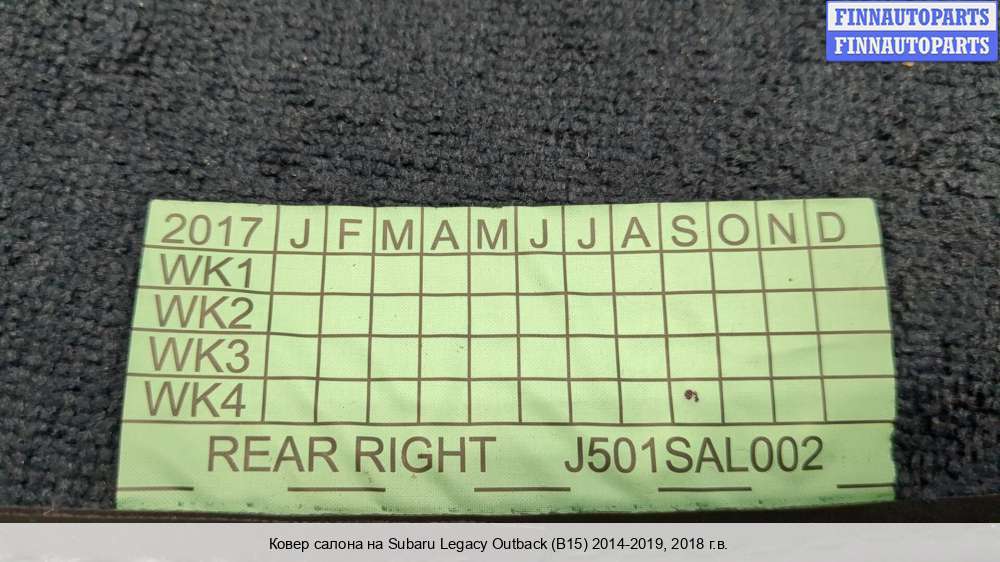 FINNAUTOPARTS
FINNAUTOPARTS
2017 J F M A M J J A S O N D
WK1
WK2
WK3
WK4
REAR RIGHT J501SAL002
Ковер салона на Subaru Legacy Outback (B15) 2014-2019, 2018 г.в.